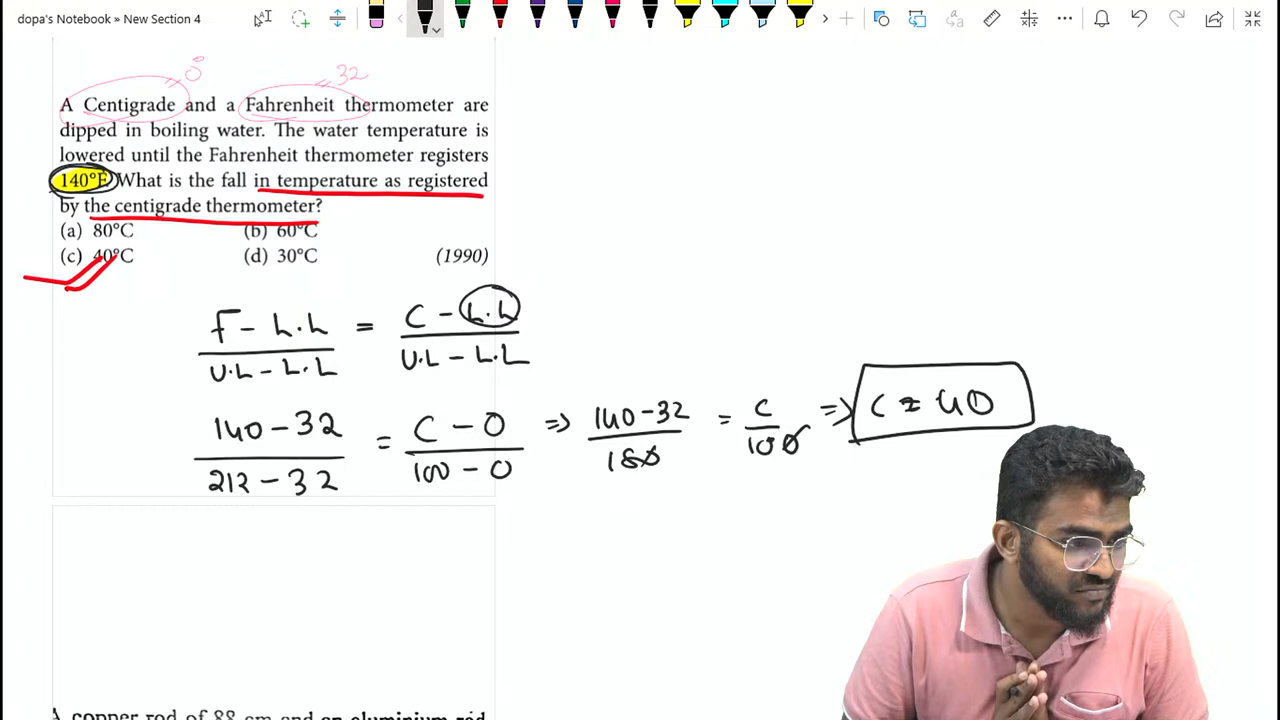 dopa's Notebook » New Section 4
0°
32
A Centigrade and a Fahrenheit thermometer are
dipped in boiling water. The water temperature is
lowered until the Fahrenheit thermometer registers
140°F. What is the fall in temperature as registered
by the centigrade thermometer?
(a) 80°C (b) 60°C
(c) 40°C (d) 30°C (1990)
F - L.L / U.L - L.L = C - L.L / U.L - L.L
140 - 32 / 212 - 32 = C - 0 / 100 - 0 ⇒ 140 - 32 / 180 = C / 100 ⇒ C = 40
A copper rod of 88 cm and an aluminium rod